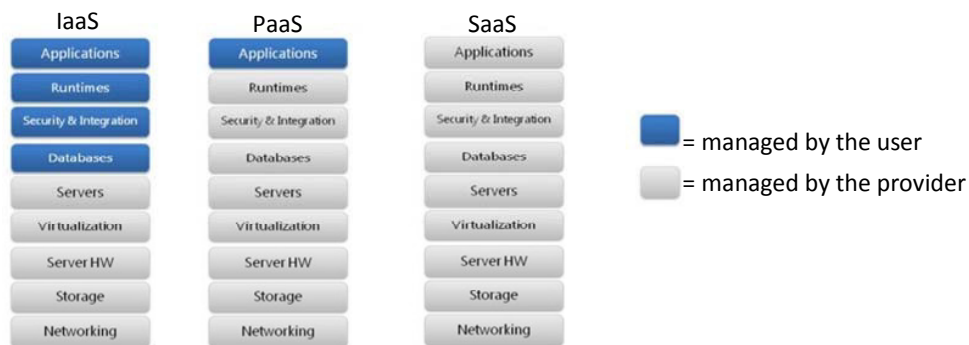 IaaS
Applications
Runtimes
Security & Integration
Databases
Servers
Virtualization
Server HW
Storage
Networking
PaaS
Applications
Runtimes
Security & Integration
Databases
Servers
Virtualization
Server HW
Storage
Networking
SaaS
Applications
Runtimes
Security & Integration
Databases
Servers
Virtualization
Server HW
Storage
Networking
= managed by the user
= managed by the provider